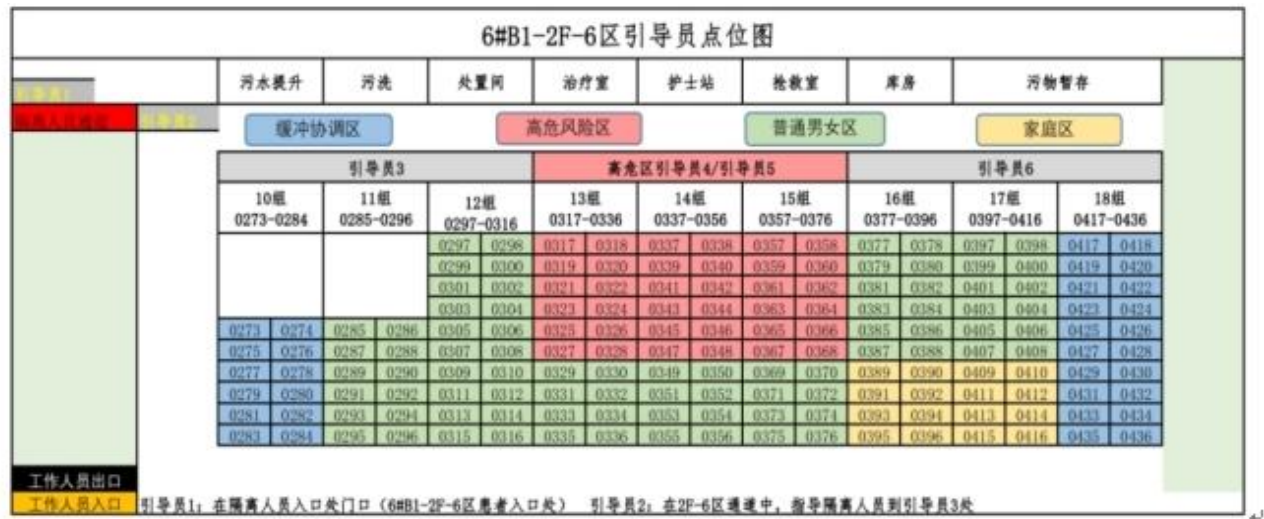 6#B1-2F-6区引导员点位图
污水提升 污洗 处置间 治疗室 护士站 抢救室 库房 污物暂存
引导员1
引导员2
缓冲协调区 高危风险区 普通男女区 家庭区
引导员3 高危区引导员4/引导员5 引导员6
10组 11组 12组 13组 14组 15组 16组 17组 18组
0273-0284 0285-0296 0297-0316 0317-0336 0337-0356 0357-0376 0377-0396 0397-0416 0417-0436
0297 0298 0317 0318 0337 0338 0357 0358 0377 0378 0397 0398 0417 0418
0299 0300 0319 0320 0339 0340 0359 0360 0379 0380 0399 0400 0419 0420
0301 0302 0321 0322 0341 0342 0361 0362 0381 0382 0401 0402 0421 0422
0303 0304 0323 0324 0343 0344 0363 0364 0383 0384 0403 0404 0423 0424
0273 0274 0285 0286 0305 0306 0325 0326 0345 0346 0365 0366 0385 0386 0405 0406 0425 0426
0275 0276 0287 0288 0307 0308 0327 0328 0347 0348 0367 0368 0387 0388 0407 0408 0427 0428
0277 0278 0289 0290 0309 0310 0329 0330 0349 0350 0369 0370 0389 0390 0409 0410 0429 0430
0279 0280 0291 0292 0311 0312 0331 0332 0351 0352 0371 0372 0391 0392 0411 0412 0431 0432
0281 0282 0293 0294 0313 0314 0333 0334 0353 0354 0373 0374 0393 0394 0413 0414 0433 0434
0283 0284 0295 0296 0315 0316 0335 0336 0355 0356 0375 0376 0395 0396 0415 0416 0435 0436
工作人员出口
工作人员入口 引导员1：在隔离人员入口处门口（6#B1-2F-6区患者入口处） 引导员2：在2F-6区通道中，指导隔离人员到引导员3处